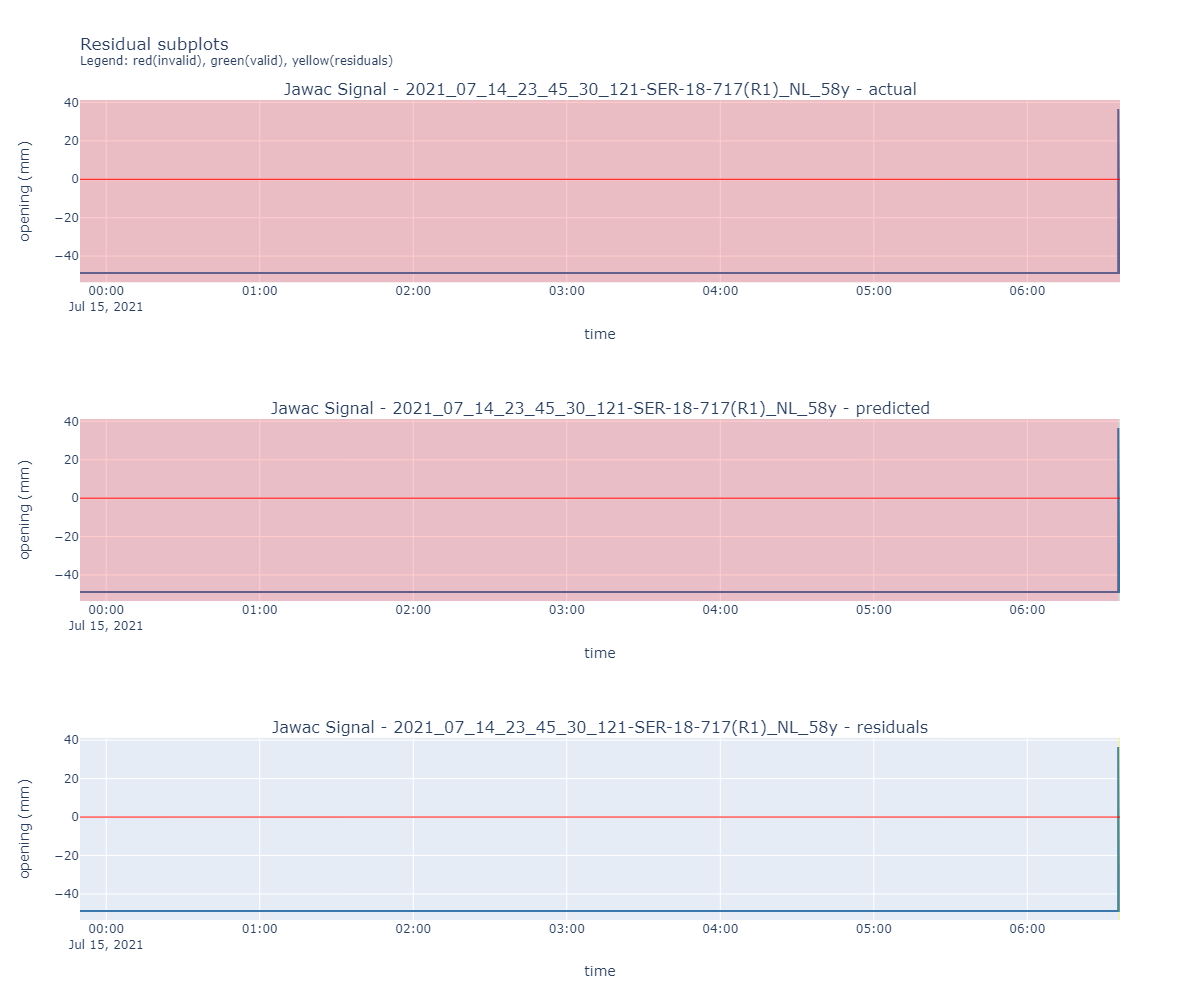 Residual subplots
Legend: red(invalid), green(valid), yellow(residuals)
Jawac Signal - 2021_07_14_23_45_30_121-SER-18-717(R1)_NL_58y - actual
40
20
0
−20
−40
opening (mm)
00:00 01:00 02:00 03:00 04:00 05:00 06:00
Jul 15, 2021
time
Jawac Signal - 2021_07_14_23_45_30_121-SER-18-717(R1)_NL_58y - predicted
40
20
0
−20
−40
opening (mm)
00:00 01:00 02:00 03:00 04:00 05:00 06:00
Jul 15, 2021
time
Jawac Signal - 2021_07_14_23_45_30_121-SER-18-717(R1)_NL_58y - residuals
40
20
0
−20
−40
opening (mm)
00:00 01:00 02:00 03:00 04:00 05:00 06:00
Jul 15, 2021
time